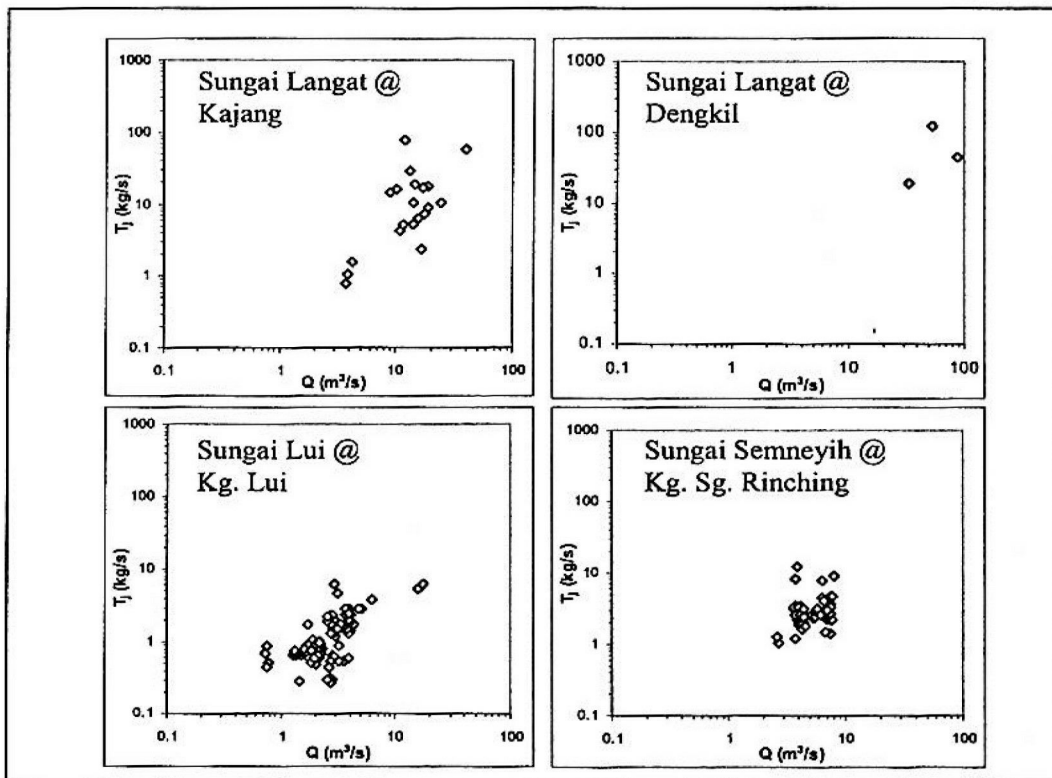 Sungai Langat @
Kajang
1000
100
10
1
0.1
Tj (kg/s)
0.1 1 10 100
Q (m³/s)
Sungai Langat @
Dengkil
1000
100
10
1
0.1
Tj (kg/s)
0.1 1 10 100
Q (m³/s)
Sungai Lui @
Kg. Lui
1000
100
10
1
0.1
Tj (kg/s)
0.1 1 10 100
Q (m³/s)
Sungai Semneyih @
Kg. Sg. Rinching
1000
100
10
1
0.1
Tj (kg/s)
0.1 1 10 100
Q (m³/s)